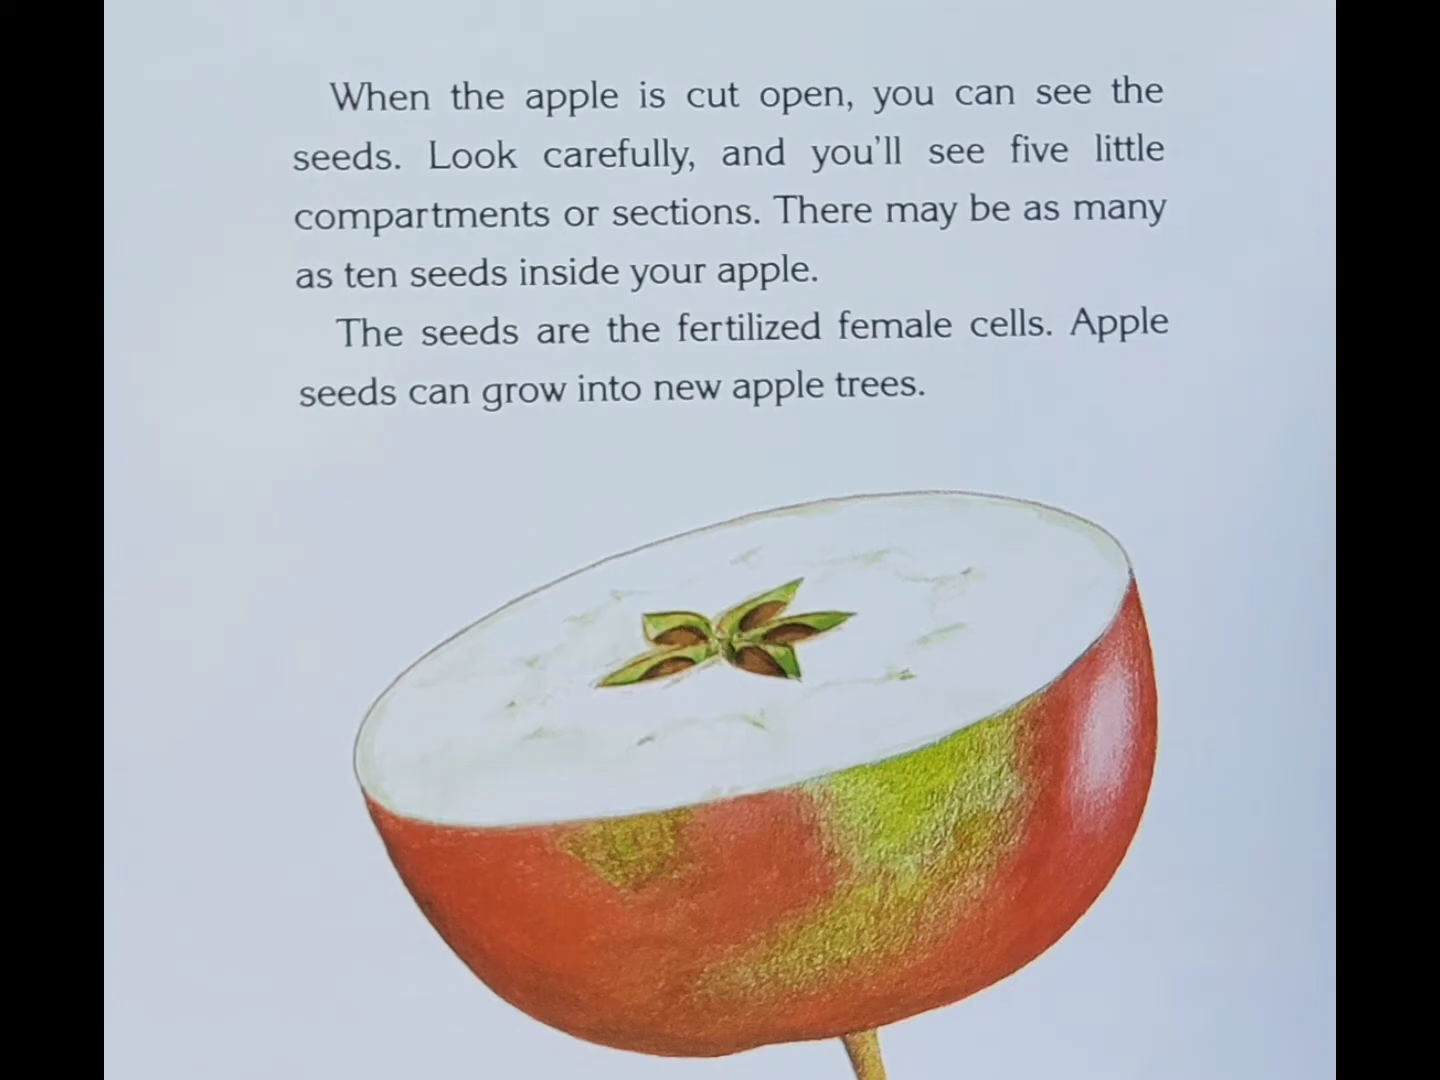 When the apple is cut open, you can see the
seeds. Look carefully, and you'll see five little
compartments or sections. There may be as many
as ten seeds inside your apple.
The seeds are the fertilized female cells. Apple
seeds can grow into new apple trees.